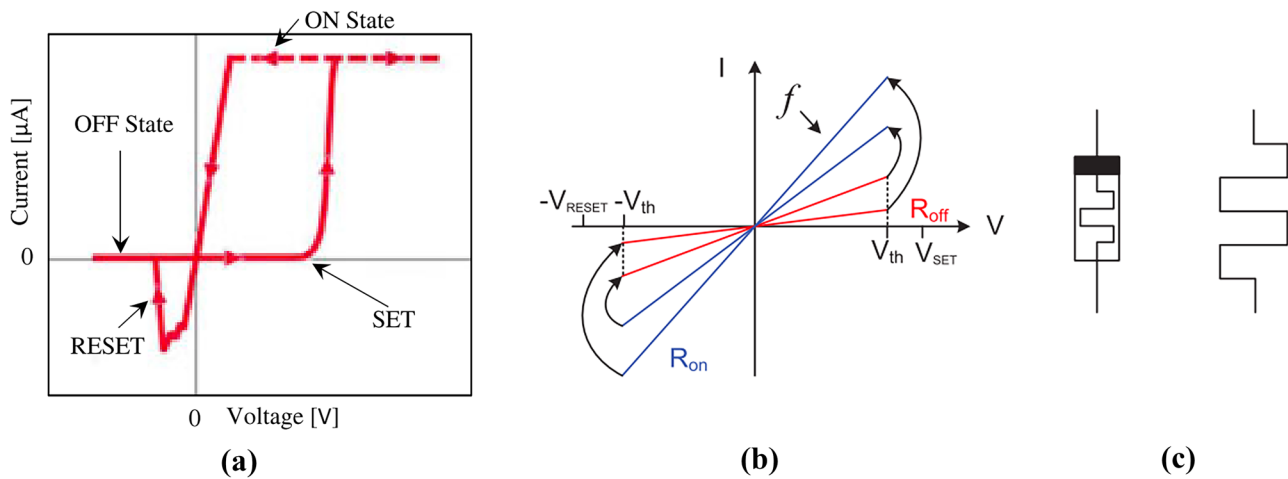 ON State
OFF State
Current [µA]
0
RESET
SET
0
Voltage [V]
(a)
I
f
-V_RESET -V_th
R_off
V
V_th V_SET
R_on
(b)
(c)